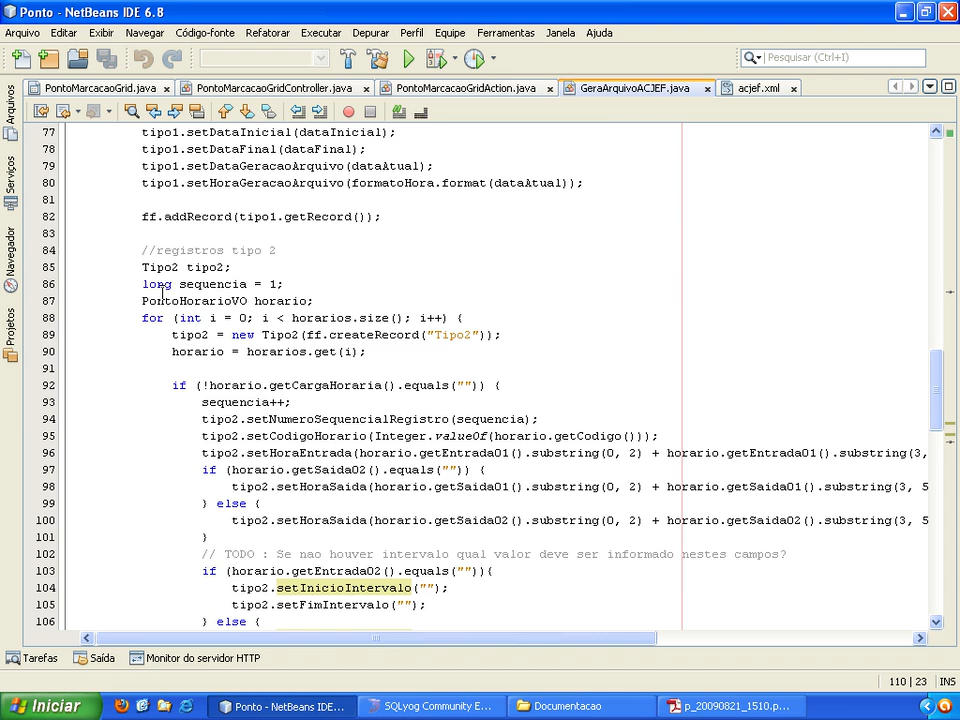 Ponto - NetBeans IDE 6.8
Arquivo Editar Exibir Navegar Código-fonte Refatorar Executar Depurar Perfil Equipe Ferramentas Janela Ajuda
Pesquisar (Ctrl+I)
PontoMarcacaoGrid.java x PontoMarcacaoGridController.java x PontoMarcacaoGridAction.java x GeraArquivoACJEF.java x acjef.xml x
Arquivos
Serviços
Navegador
Projetos
77 tipo1.setDataInicial(dataInicial);
78 tipo1.setDataFinal(dataFinal);
79 tipo1.setDataGeracaoArquivo(dataAtual);
80 tipo1.setHoraGeracaoArquivo(formatoHora.format(dataAtual));
81
82 ff.addRecord(tipo1.getRecord());
83
84 //registros tipo 2
85 Tipo2 tipo2;
86 long sequencia = 1;
87 PontoHorarioVO horario;
88 for (int i = 0; i < horarios.size(); i++) {
89 tipo2 = new Tipo2(ff.createRecord("Tipo2"));
90 horario = horarios.get(i);
91
92 if (!horario.getCargaHoraria().equals("")) {
93 sequencia++;
94 tipo2.setNumeroSequencialRegistro(sequencia);
95 tipo2.setCodigoHorario(Integer.valueOf(horario.getCodigo()));
96 tipo2.setHoraEntrada(horario.getEntrada01().substring(0, 2) + horario.getEntrada01().substring(3,
97 if (horario.getSaida02().equals("")) {
98 tipo2.setHoraSaida(horario.getSaida01().substring(0, 2) + horario.getSaida01().substring(3, 5
99 } else {
100 tipo2.setHoraSaida(horario.getSaida02().substring(0, 2) + horario.getSaida02().substring(3, 5
101 }
102 // TODO : Se nao houver intervalo qual valor deve ser informado nestes campos?
103 if (horario.getEntrada02().equals("")){
104 tipo2.setInicioIntervalo("");
105 tipo2.setFimIntervalo("");
106 } else {
Tarefas Saída Monitor do servidor HTTP
110 | 23 INS
Iniciar Ponto - NetBeans IDE... SQLyog Community E... Documentacao p_20090821_1510.p...